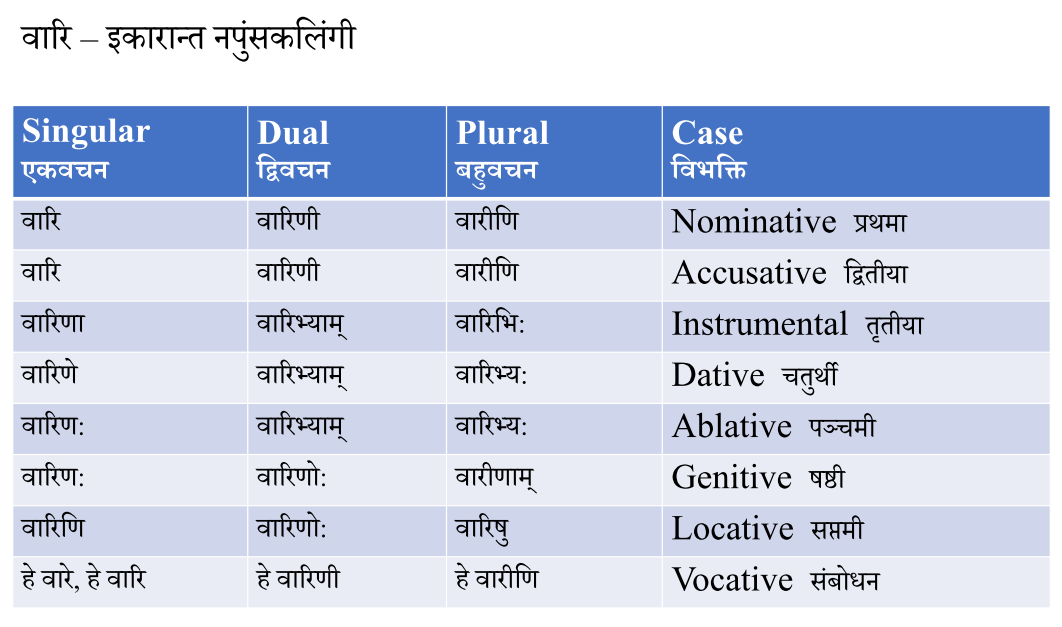 वारि – इकारान्त नपुंसकलिंगी
Singular Dual Plural Case
एकवचन द्विवचन बहुवचन विभक्ति
वारि वारिणी वारीणि Nominative प्रथमा
वारि वारिणी वारीणि Accusative द्वितीया
वारिणा वारिभ्याम् वारिभि: Instrumental तृतीया
वारिणे वारिभ्याम् वारिभ्य: Dative चतुर्थी
वारिण: वारिभ्याम् वारिभ्य: Ablative पञ्चमी
वारिण: वारिणो: वारीणाम् Genitive षष्ठी
वारिणि वारिणो: वारिषु Locative सप्तमी
हे वारे, हे वारि हे वारिणी हे वारीणि Vocative संबोधन